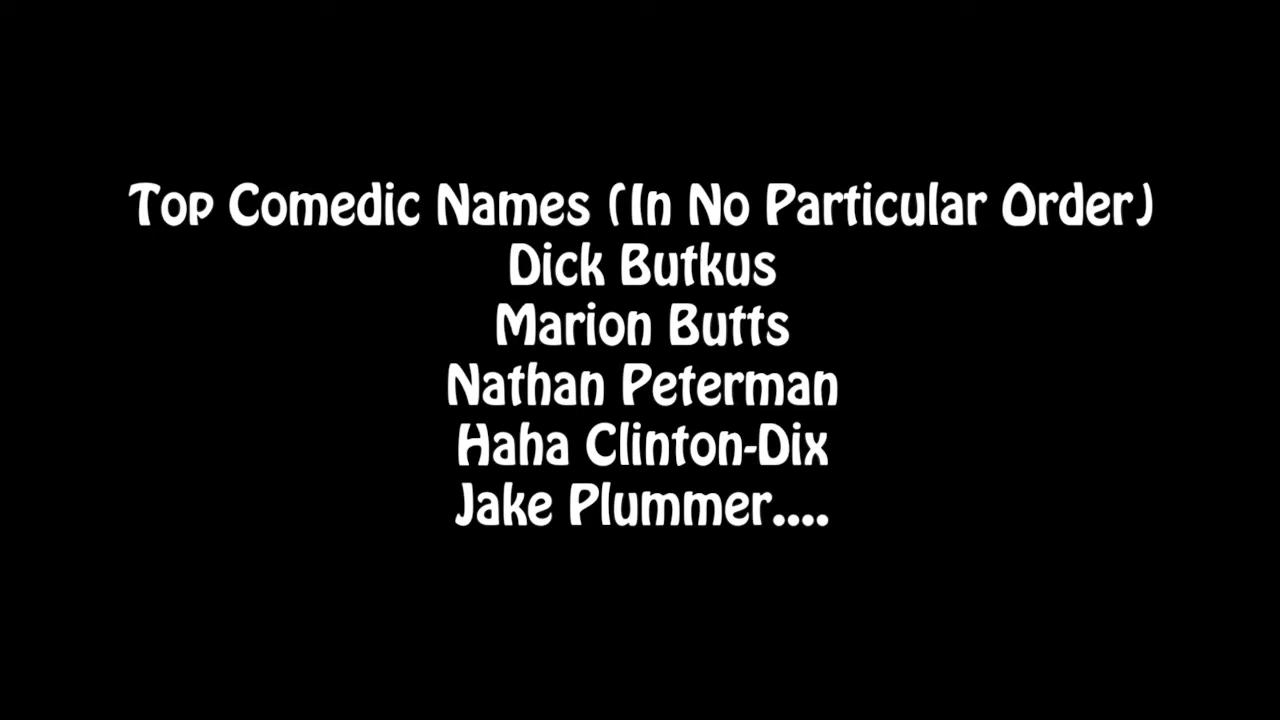 Top Comedic Names (In No Particular Order)
Dick Butkus
Marion Butts
Nathan Peterman
Haha Clinton-Dix
Jake Plummer....